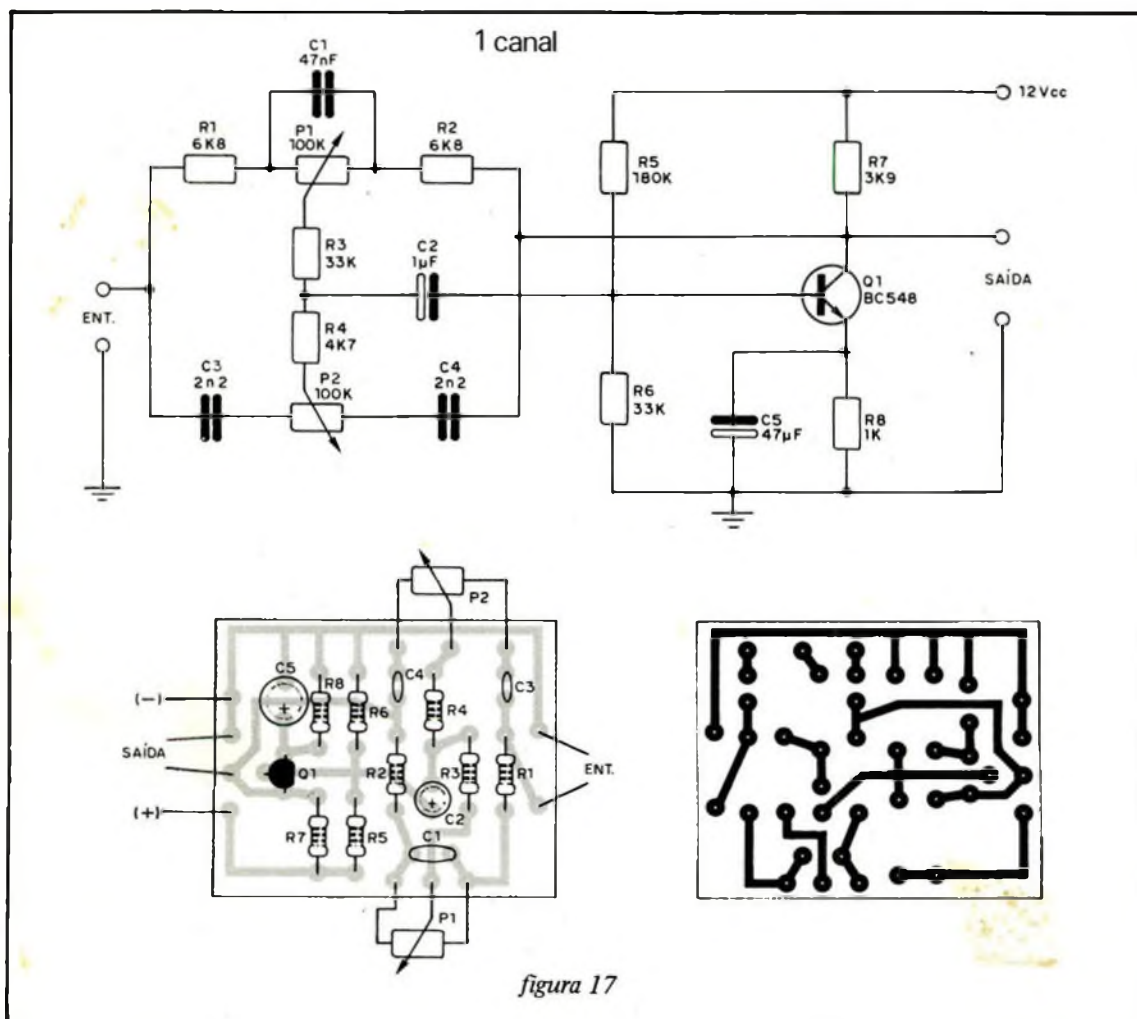 1 canal
C1
47nF
R1
6K8
P1
100K
R2
6K8
R3
33K
C2
1µF
R4
4K7
P2
100K
C3
2n2
C4
2n2
ENT.
12Vcc
R5
180K
R7
3K9
Q1
BC548
SAÍDA
R6
33K
C5
47µF
R8
1K
P2
C5
R8
R6
C4
R4
C3
(-)
SAÍDA
(+)
Q1
R2
R3
R1
ENT.
C2
R7
R5
C1
P1
+
+
figura 17